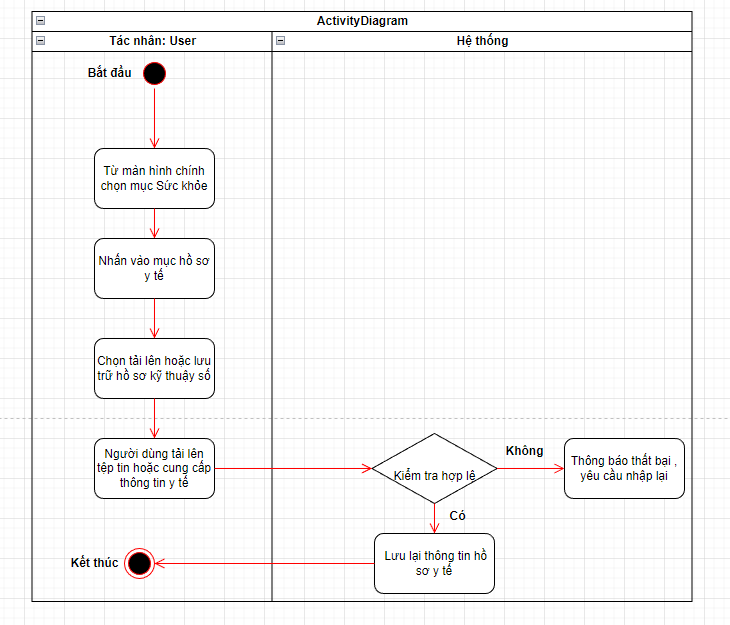 ActivityDiagram
Tác nhân: User
Hệ thống
Bắt đầu
Từ màn hình chính
chọn mục Sức khỏe
Nhấn vào mục hồ sơ
y tế
Chọn tải lên hoặc lưu
trữ hồ sơ kỹ thuậy số
Người dùng tải lên
tệp tin hoặc cung cấp
thông tin y tế
Kiểm tra hợp lệ
Không
Thông báo thất bại ,
yêu cầu nhập lại
Có
Lưu lại thông tin hồ
sơ y tế
Kết thúc